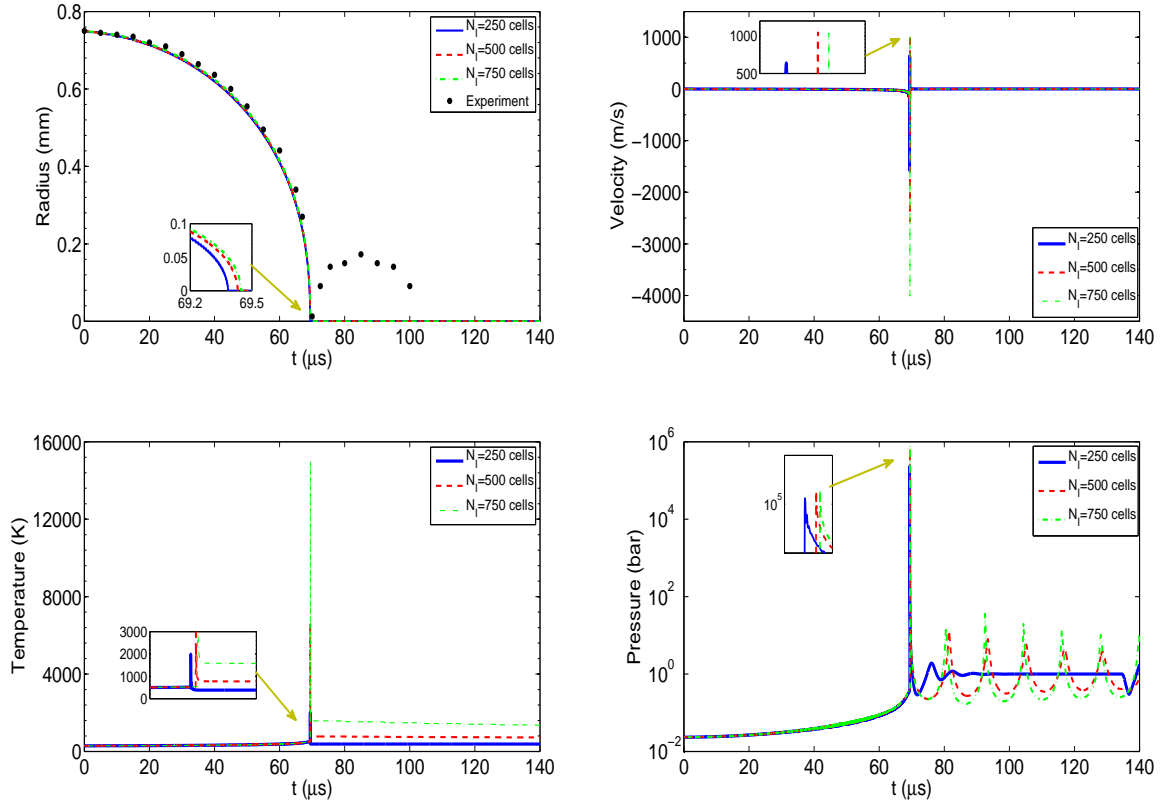 0.8
0.6
0.4
0.2
0
Radius (mm)
N_I=250 cells
N_I=500 cells
N_I=750 cells
Experiment
0.1
0.05
0
69.2 69.5
0 20 40 60 80 100 120 140
t (μs)
1000
0
−1000
−2000
−3000
−4000
Velocity (m/s)
1000
500
N_I=250 cells
N_I=500 cells
N_I=750 cells
0 20 40 60 80 100 120 140
t (μs)
16000
12000
8000
4000
0
Temperature (K)
N_I=250 cells
N_I=500 cells
N_I=750 cells
3000
2000
1000
0
0 20 40 60 80 100 120 140
t (μs)
10^6
10^4
10^2
10^0
10^−2
Pressure (bar)
10^5
N_I=250 cells
N_I=500 cells
N_I=750 cells
0 20 40 60 80 100 120 140
t (μs)